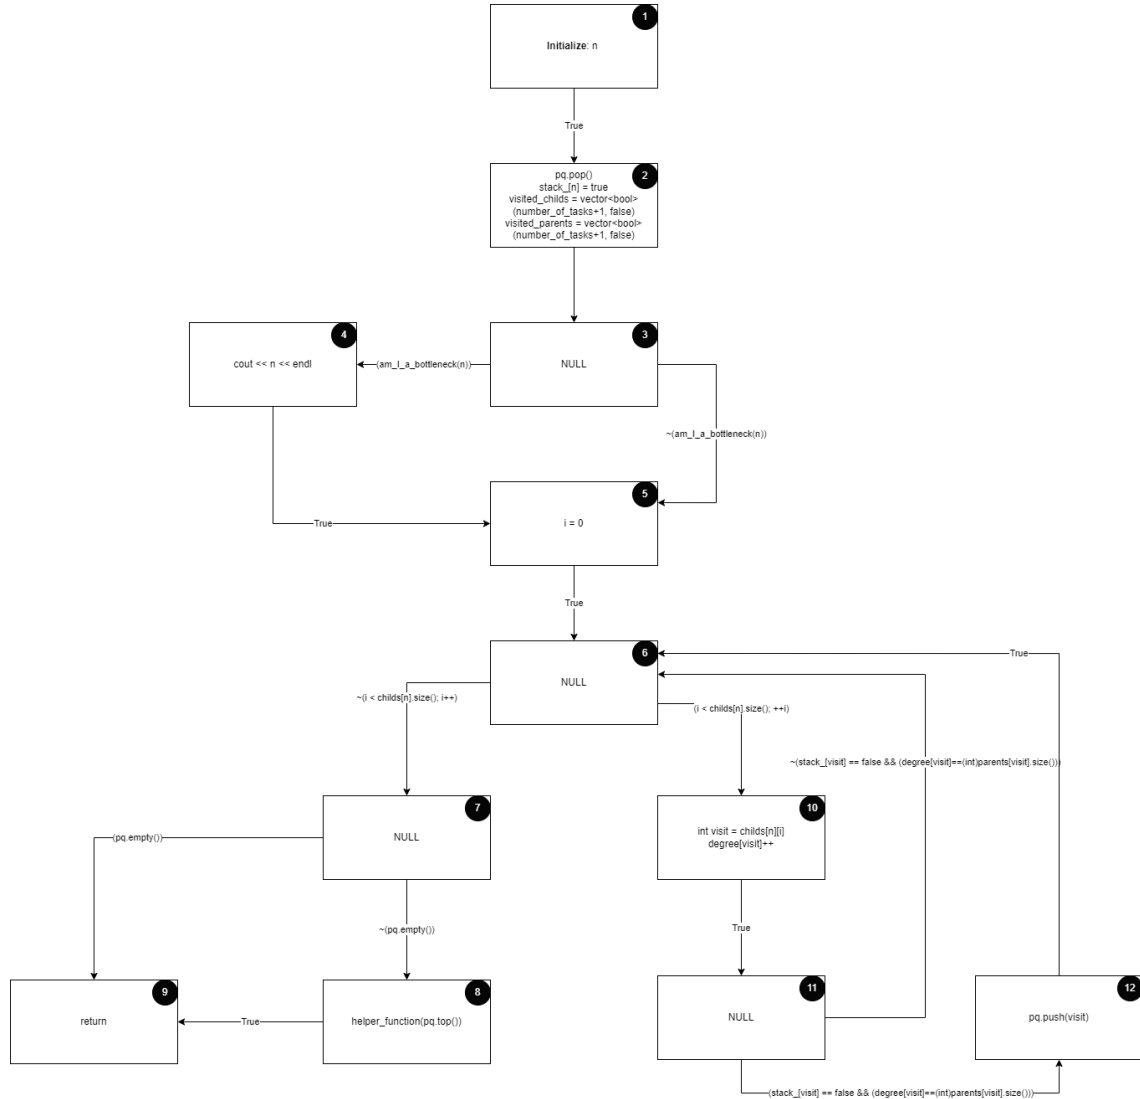 1
Initialize: n
True
2
pq.pop()
stack_[n] = true
visited_childs = vector<bool>
(number_of_tasks+1, false)
visited_parents = vector<bool>
(number_of_tasks+1, false)
4
cout << n << endl
(am_I_a_bottleneck(n))
3
NULL
~(am_I_a_bottleneck(n))
5
i = 0
True
True
6
NULL
True
~(i < childs[n].size(); i++)
(i < childs[n].size(); ++i)
~(stack_[visit] == false && (degree[visit]==(int)parents[visit].size()))
7
NULL
10
int visit = childs[n][i]
degree[visit]++
(pq.empty())
~(pq.empty())
True
9
return
True
8
helper_function(pq.top())
11
NULL
12
pq.push(visit)
(stack_[visit] == false && (degree[visit]==(int)parents[visit].size()))